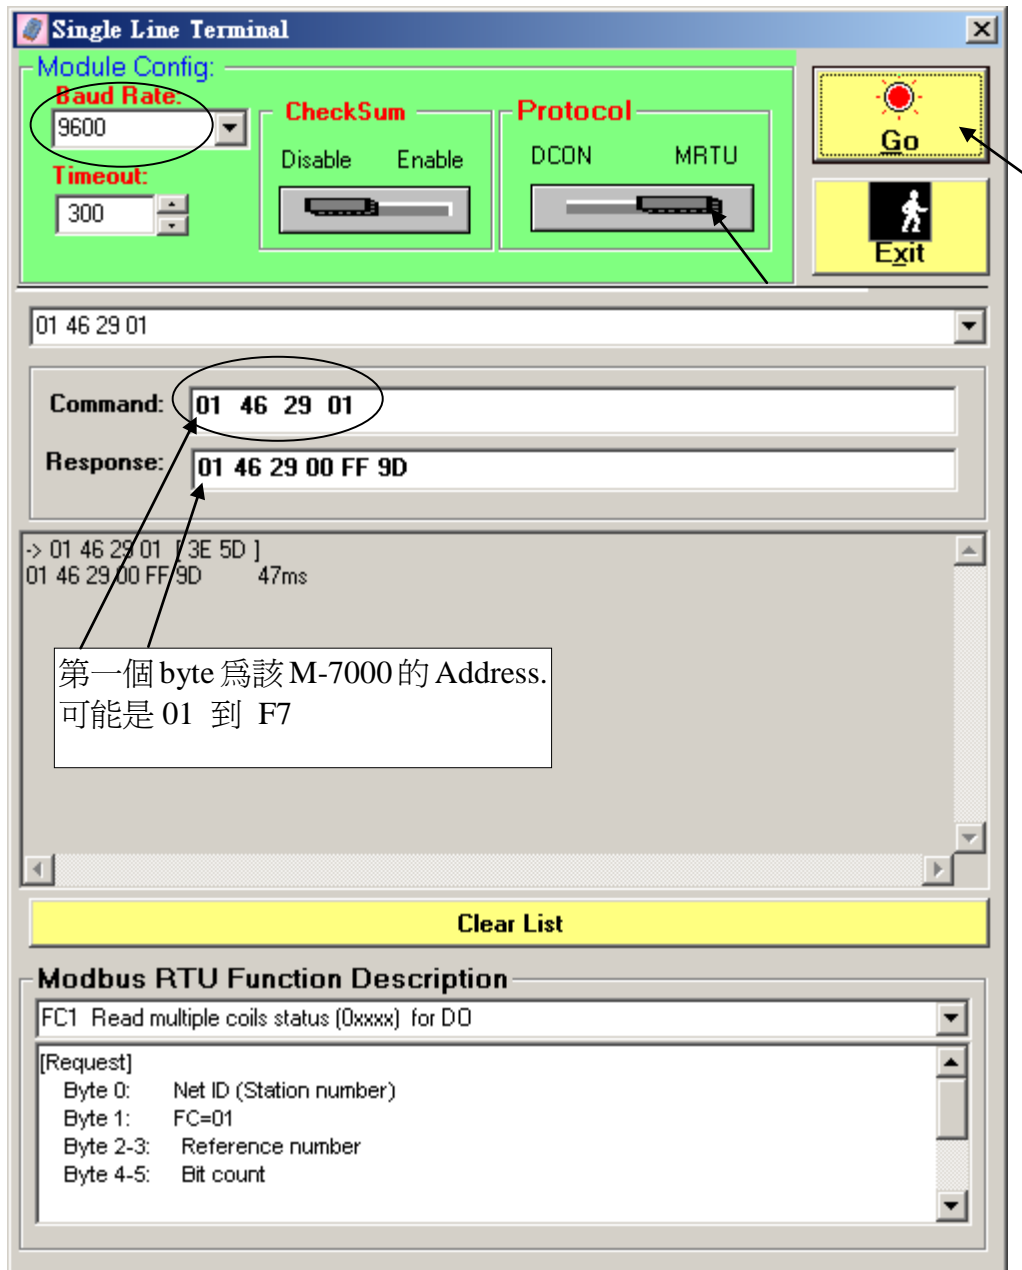 Single Line Terminal
Module Config:
Baud Rate:
9600
Timeout:
300
CheckSum
Disable Enable
Protocol
DCON MRTU
Go
Exit
01 46 29 01
Command: 01 46 29 01
Response: 01 46 29 00 FF 9D
-> 01 46 29 01 [ 3E 5D ]
01 46 29 00 FF 9D 47ms
第一個 byte 爲該 M-7000 的 Address.
可能是 01 到 F7
Clear List
Modbus RTU Function Description
FC1 Read multiple coils status (0xxxx) for DO
[Request]
Byte 0: Net ID (Station number)
Byte 1: FC=01
Byte 2-3: Reference number
Byte 4-5: Bit count